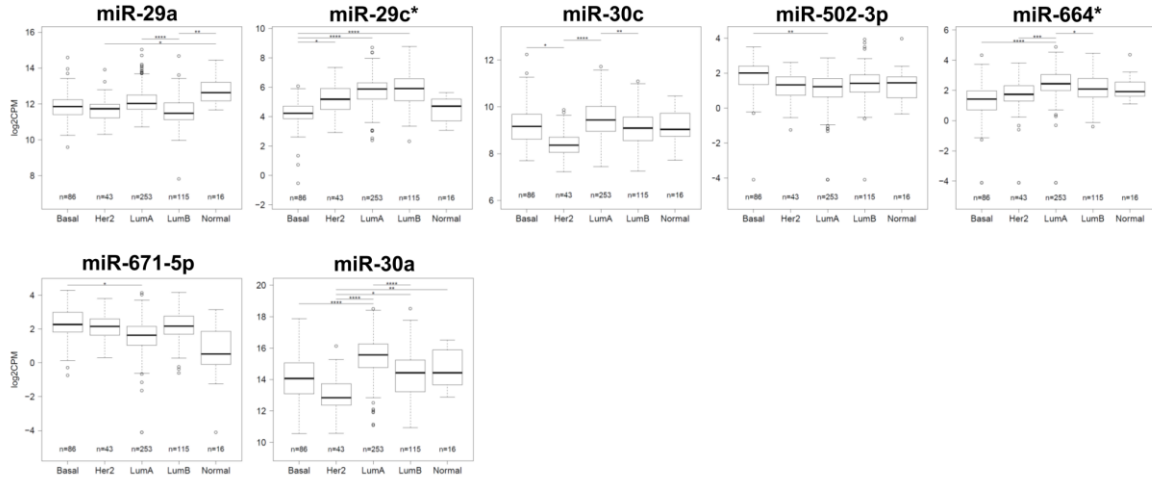 miR-29a miR-29c* miR-30c miR-502-3p miR-664*
log2CPM
16
14
12
10
8
n=86 n=43 n=253 n=115 n=16
Basal Her2 LumA LumB Normal
* **** **
8
6
4
2
0
−2
n=86 n=43 n=253 n=115 n=16
Basal Her2 LumA LumB Normal
**** **** *
12
10
8
6
n=86 n=43 n=253 n=115 n=16
Basal Her2 LumA LumB Normal
* **** **
4
2
0
−2
−4
n=86 n=43 n=253 n=115 n=16
Basal Her2 LumA LumB Normal
**
4
2
0
−2
−4
n=86 n=43 n=253 n=115 n=16
Basal Her2 LumA LumB Normal
**** *** *
miR-671-5p miR-30a
log2CPM
4
2
0
−2
−4
n=86 n=43 n=253 n=115 n=16
Basal Her2 LumA LumB Normal
*
20
18
16
14
12
10
n=86 n=43 n=253 n=115 n=16
Basal Her2 LumA LumB Normal
**** ** * **** ****